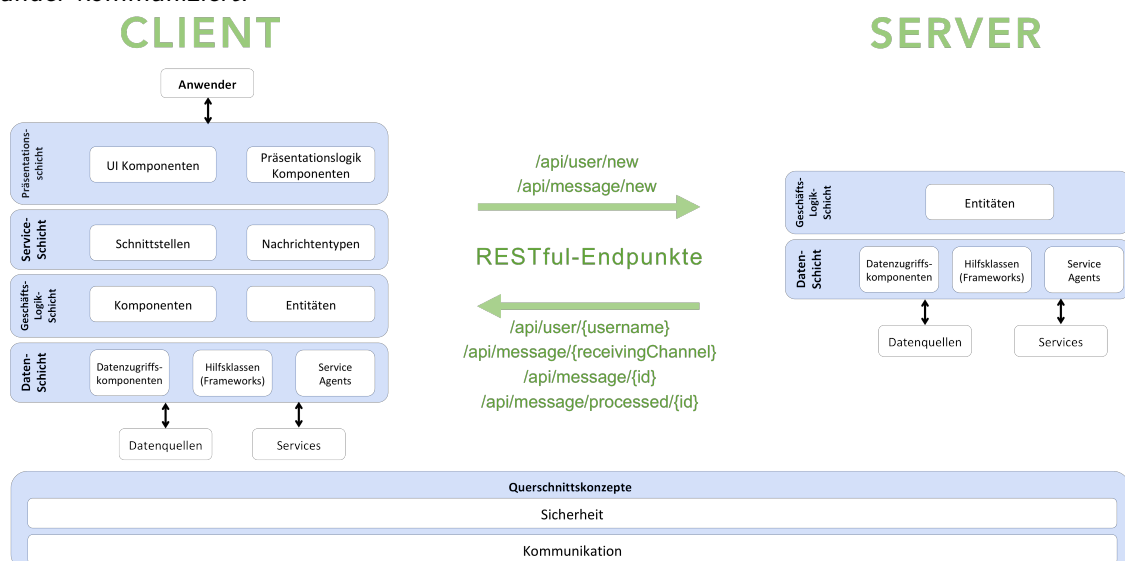 kommuniziert.
CLIENT
SERVER
Anwender
Präsentations-
schicht
UI Komponenten
Präsentationslogik
Komponenten
Service-
Schicht
Schnittstellen
Nachrichtentypen
Geschäfts-
Logik-
Schicht
Komponenten
Entitäten
Daten-
Schicht
Datenzugriffs-
komponenten
Hilfsklassen
(Frameworks)
Service
Agents
Datenquellen
Services
/api/user/new
/api/message/new
RESTful-Endpunkte
/api/user/{username}
/api/message/{receivingChannel}
/api/message/{id}
/api/message/processed/{id}
Geschäfts-
Logik-
Schicht
Entitäten
Daten-
Schicht
Datenzugriffs-
komponenten
Hilfsklassen
(Frameworks)
Service
Agents
Datenquellen
Services
Querschnittskonzepte
Sicherheit
Kommunikation